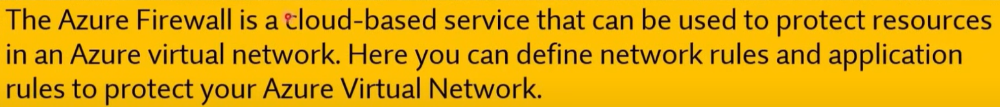 The Azure Firewall is a cloud-based service that can be used to protect resources
in an Azure virtual network. Here you can define network rules and application
rules to protect your Azure Virtual Network.